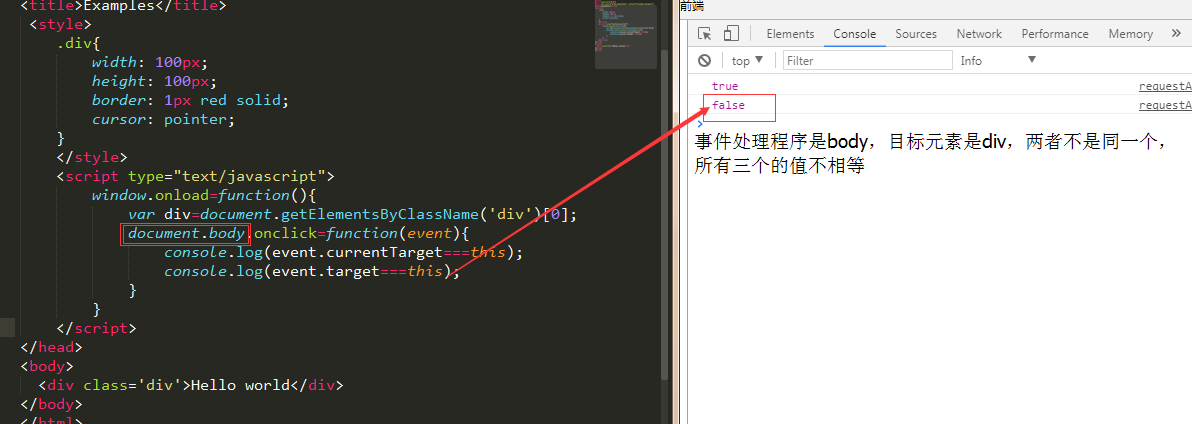 <title>Examples</title>
<style>
.div{
width: 100px;
height: 100px;
border: 1px red solid;
cursor: pointer;
}
</style>
<script type="text/javascript">
window.onload=function(){
var div=document.getElementsByClassName('div')[0];
document.body.onclick=function(event){
console.log(event.currentTarget===this);
console.log(event.target===this);
}
}
</script>
</head>
<body>
<div class='div'>Hello world</div>
</body>
</html>
前端
Elements Console Sources Network Performance Memory »
top ▼ Filter Info ▼
true requestA
false requestA
›
事件处理程序是body，目标元素是div，两者不是同一个，
所有三个的值不相等